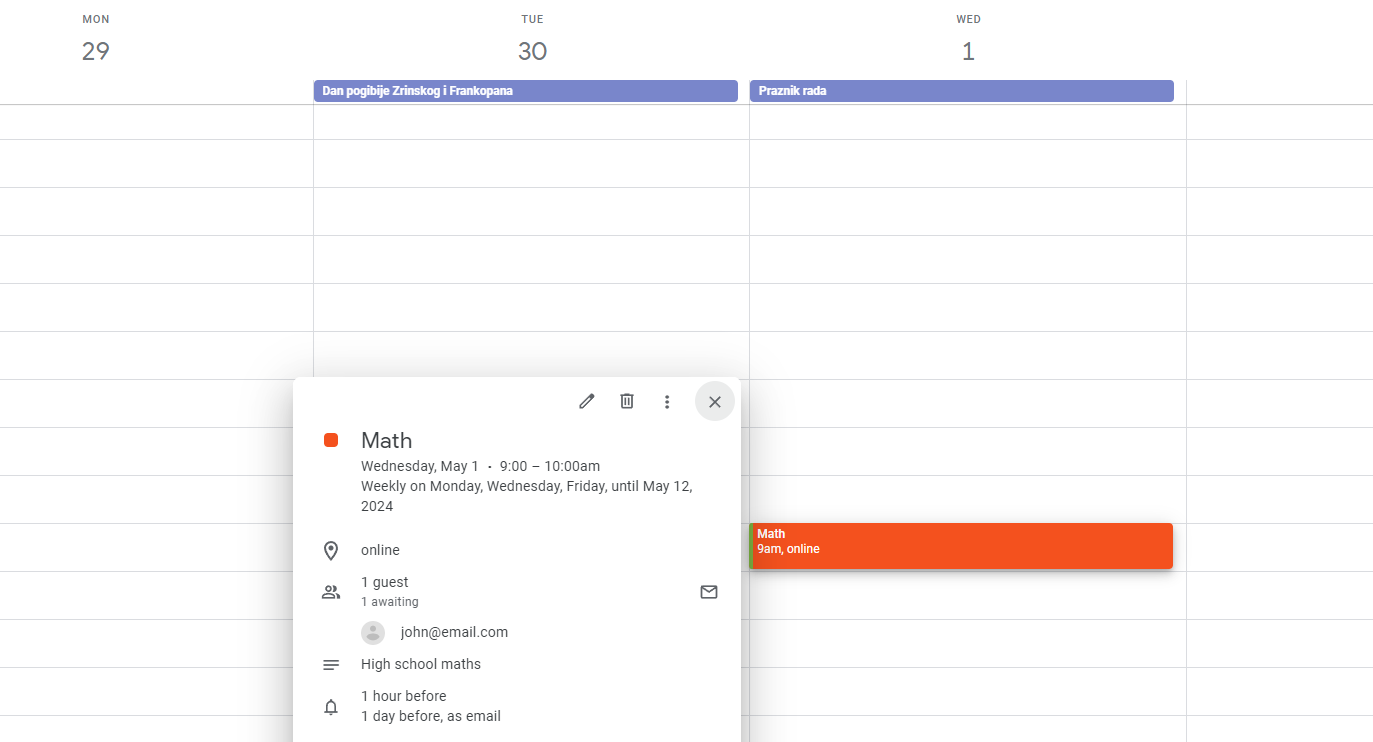 MON
TUE
WED
29
30
1
Dan pogibije Zrinskog i Frankopana
Praznik rada
Math
Wednesday, May 1 • 9:00 – 10:00am
Weekly on Monday, Wednesday, Friday, until May 12,
2024
online
1 guest
1 awaiting
john@email.com
High school maths
1 hour before
1 day before, as email
Math
9am, online